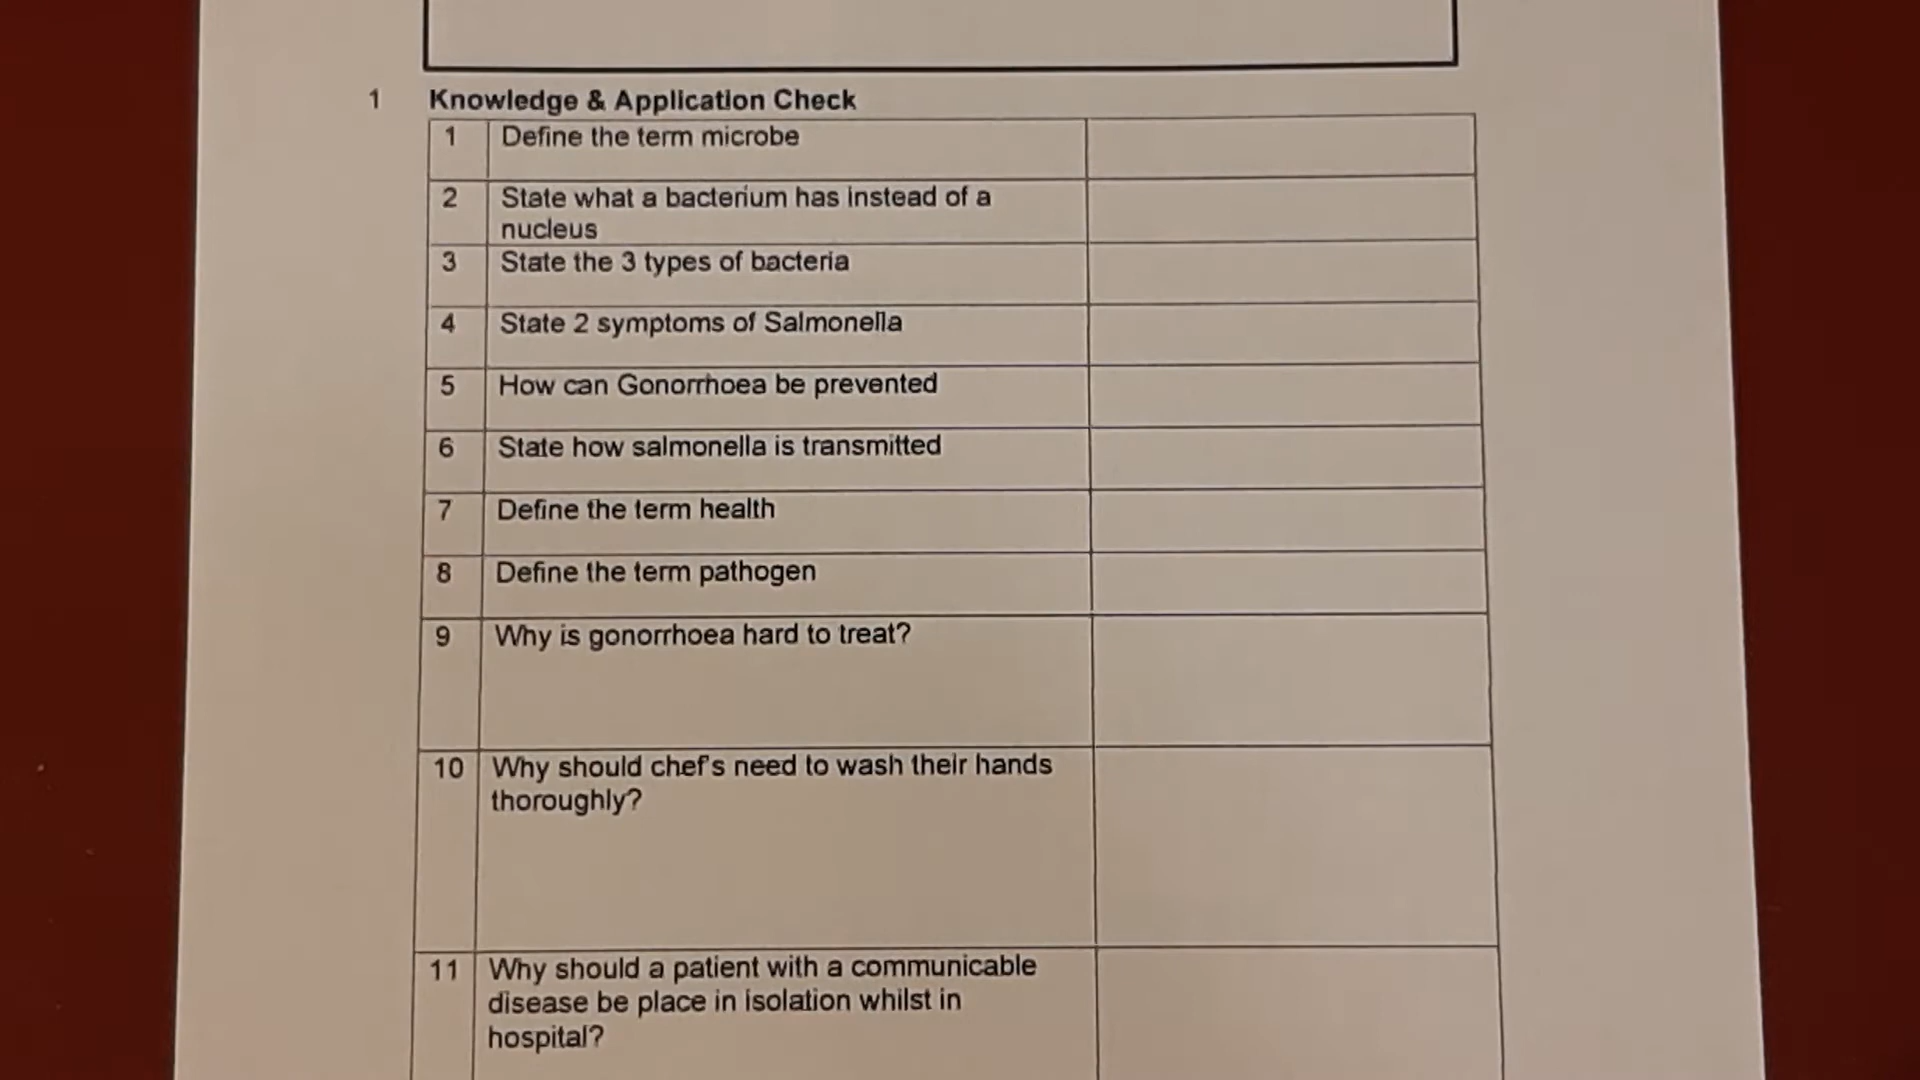 1 Knowledge & Application Check
1 Define the term microbe
2 State what a bacterium has instead of a
nucleus
3 State the 3 types of bacteria
4 State 2 symptoms of Salmonella
5 How can Gonorrhoea be prevented
6 State how salmonella is transmitted
7 Define the term health
8 Define the term pathogen
9 Why is gonorrhoea hard to treat?
10 Why should chef's need to wash their hands
thoroughly?
11 Why should a patient with a communicable
disease be place in isolation whilst in
hospital?